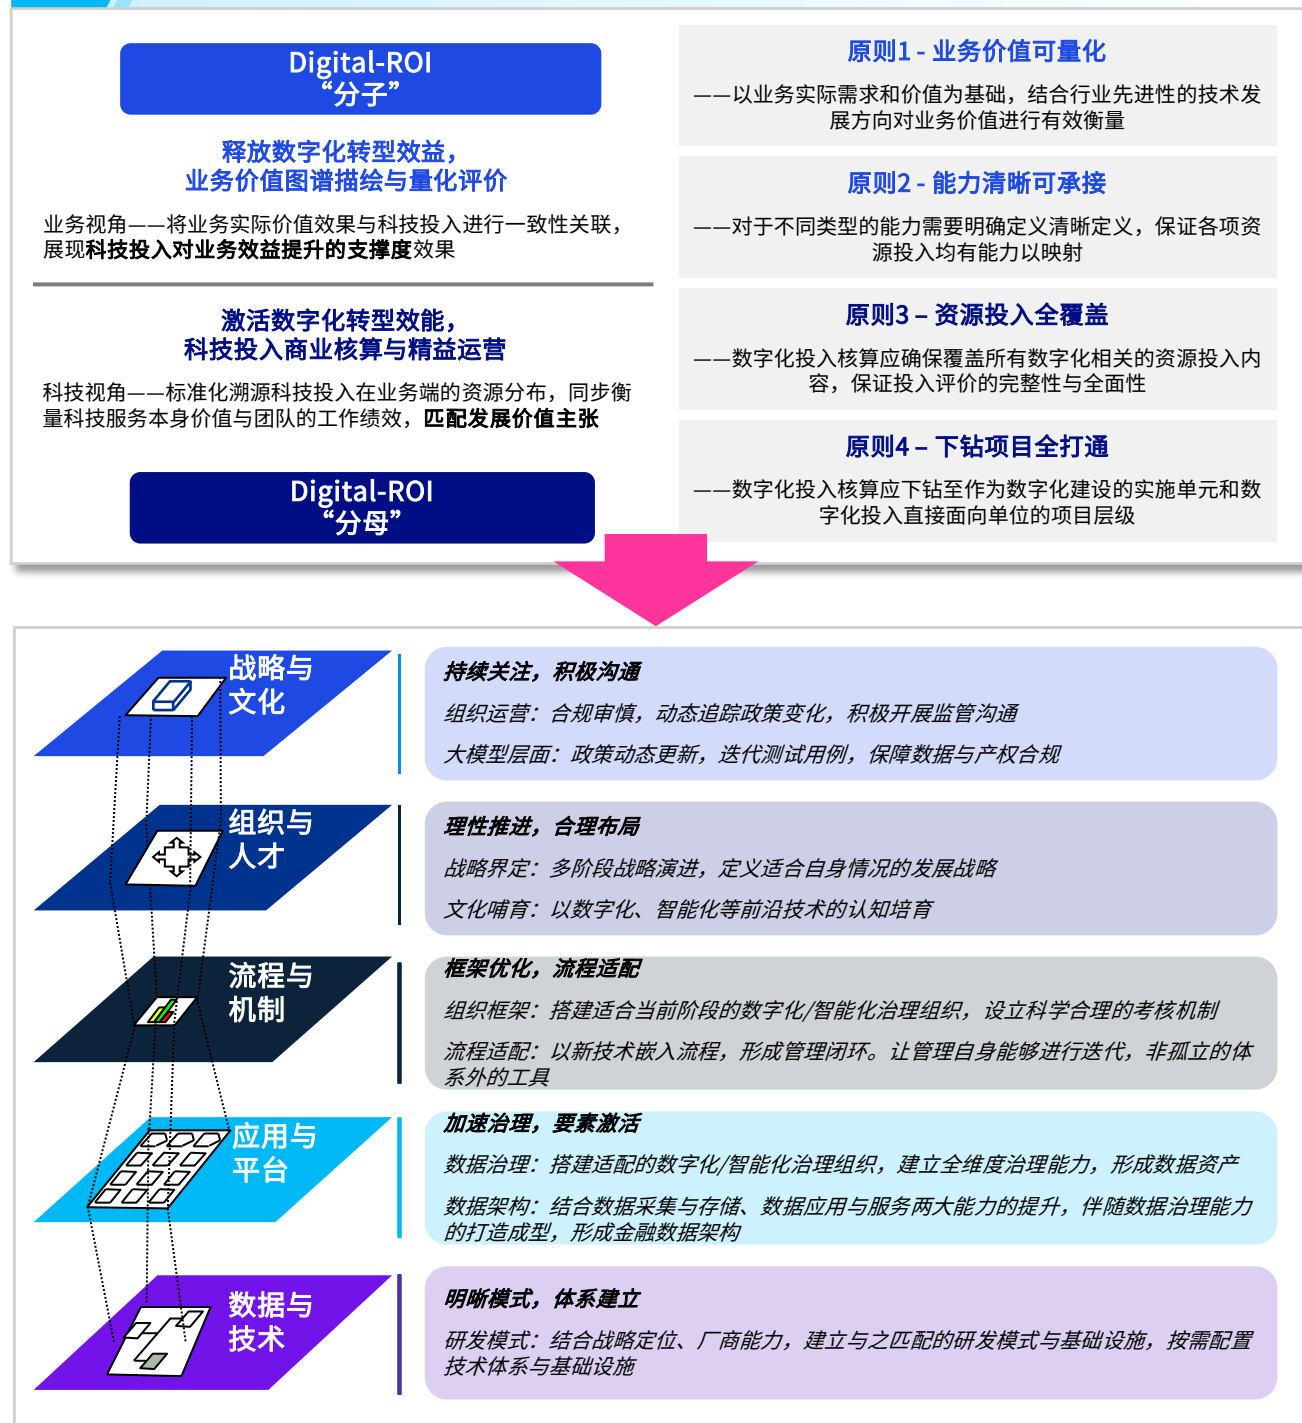 Digital-ROI
“分子”
释放数字化转型效益，
业务价值图谱描绘与量化评价
业务视角——将业务实际价值效果与科技投入进行一致性关联，
展现科技投入对业务效益提升的支撑度效果
激活数字化转型效能，
科技投入商业核算与精益运营
科技视角——标准化溯源科技投入在业务端的资源分布，同步衡
量科技服务本身价值与团队的工作绩效，匹配发展价值主张
Digital-ROI
“分母”
原则1 - 业务价值可量化
——以业务实际需求和价值为基础，结合行业先进性的技术发
展方向对业务价值进行有效衡量
原则2 - 能力清晰可承接
——对于不同类型的能力需要明确定义清晰定义，保证各项资
源投入均有能力以映射
原则3 – 资源投入全覆盖
——数字化投入核算应确保覆盖所有数字化相关的资源投入内
容，保证投入评价的完整性与全面性
原则4 – 下钻项目全打通
——数字化投入核算应下钻至作为数字化建设的实施单元和数
字化投入直接面向单位的项目层级
战略与
文化
持续关注，积极沟通
组织运营：合规审慎，动态追踪政策变化，积极开展监管沟通
大模型层面：政策动态更新，迭代测试用例，保障数据与产权合规
组织与
人才
理性推进，合理布局
战略界定：多阶段战略演进，定义适合自身情况的发展战略
文化哺育：以数字化、智能化等前沿技术的认知培育
流程与
机制
框架优化，流程适配
组织框架：搭建适合当前阶段的数字化/智能化治理组织，设立科学合理的考核机制
流程适配：以新技术嵌入流程，形成管理闭环。让管理自身能够进行迭代，非孤立的体
系外的工具
应用与
平台
加速治理，要素激活
数据治理：搭建适配的数字化/智能化治理组织，建立全维度治理能力，形成数据资产
数据架构：结合数据采集与存储、数据应用与服务两大能力的提升，伴随数据治理能力
的打造成型，形成金融数据架构
数据与
技术
明晰模式，体系建立
研发模式：结合战略定位、厂商能力，建立与之匹配的研发模式与基础设施，按需配置
技术体系与基础设施